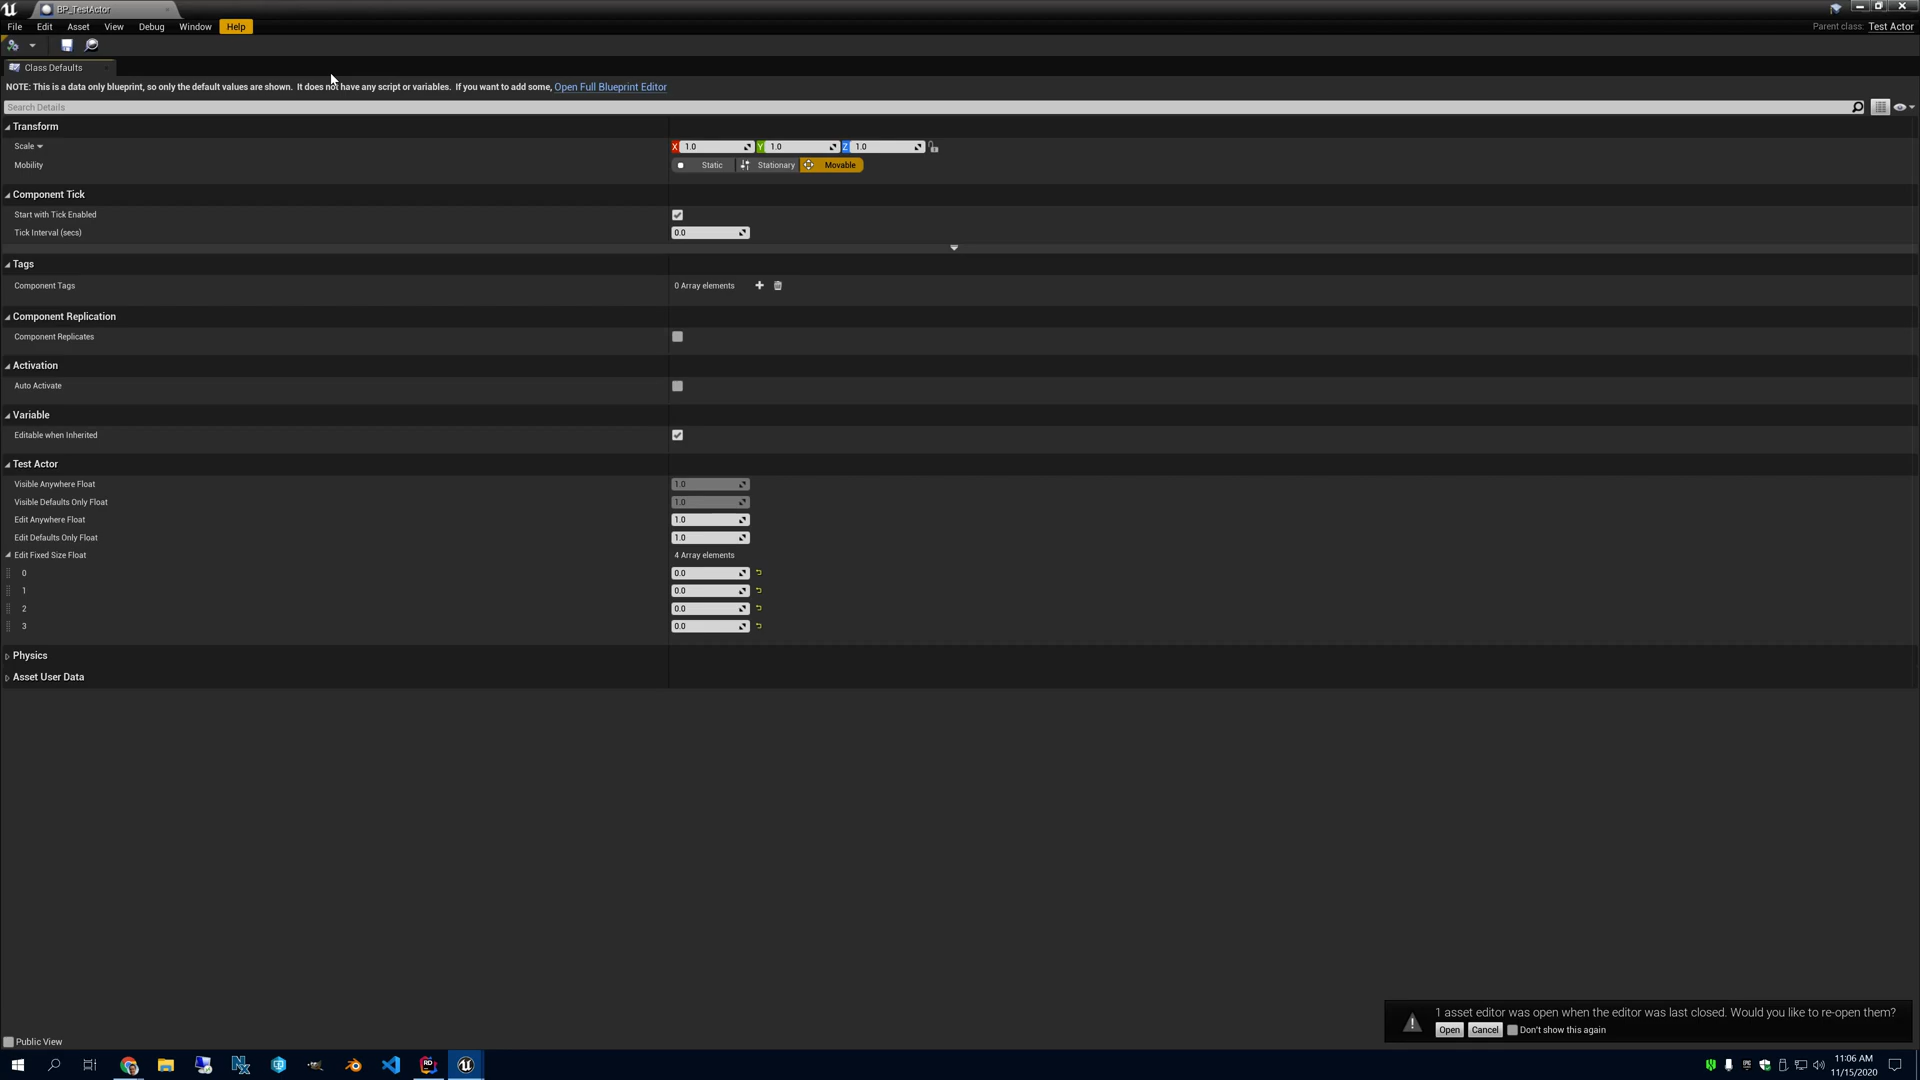 BP_TestActor
File Edit Asset View Debug Window Help
Parent class: Test Actor
Class Defaults
NOTE: This is a data only blueprint, so only the default values are shown. It does not have any script or variables. If you want to add some, Open Full Blueprint Editor
Search Details
Transform
Scale X 1.0 Y 1.0 Z 1.0
Mobility Static Stationary Movable
Component Tick
Start with Tick Enabled
Tick Interval (secs) 0.0
Tags
Component Tags 0 Array elements
Component Replication
Component Replicates
Activation
Auto Activate
Variable
Editable when Inherited
Test Actor
Visible Anywhere Float 1.0
Visible Defaults Only Float 1.0
Edit Anywhere Float 1.0
Edit Defaults Only Float 1.0
Edit Fixed Size Float 4 Array elements
0 0.0
1 0.0
2 0.0
3 0.0
Physics
Asset User Data
1 asset editor was open when the editor was last closed. Would you like to re-open them?
Open Cancel Don't show this again
Public View
11:06 AM
11/15/2020